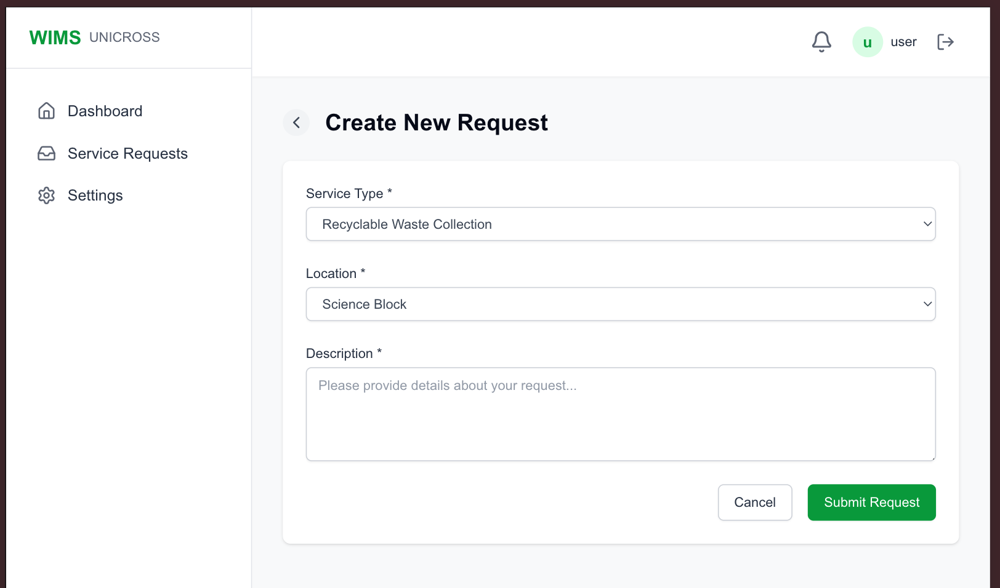 WIMS UNICROSS
u user
Dashboard
Service Requests
Settings
Create New Request
Service Type *
Recyclable Waste Collection
Location *
Science Block
Description *
Please provide details about your request...
Cancel Submit Request